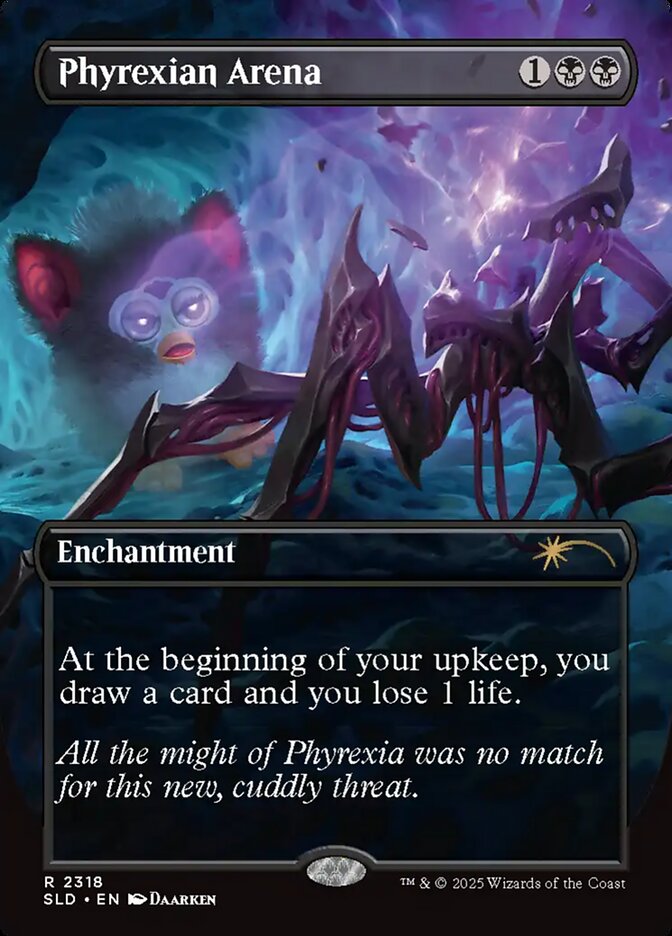 Phyrexian Arena 1
Enchantment
At the beginning of your upkeep, you
draw a card and you lose 1 life.
All the might of Phyrexia was no match
for this new, cuddly threat.
R 2318
SLD • EN DAARKEN
™ & © 2025 Wizards of the Coast